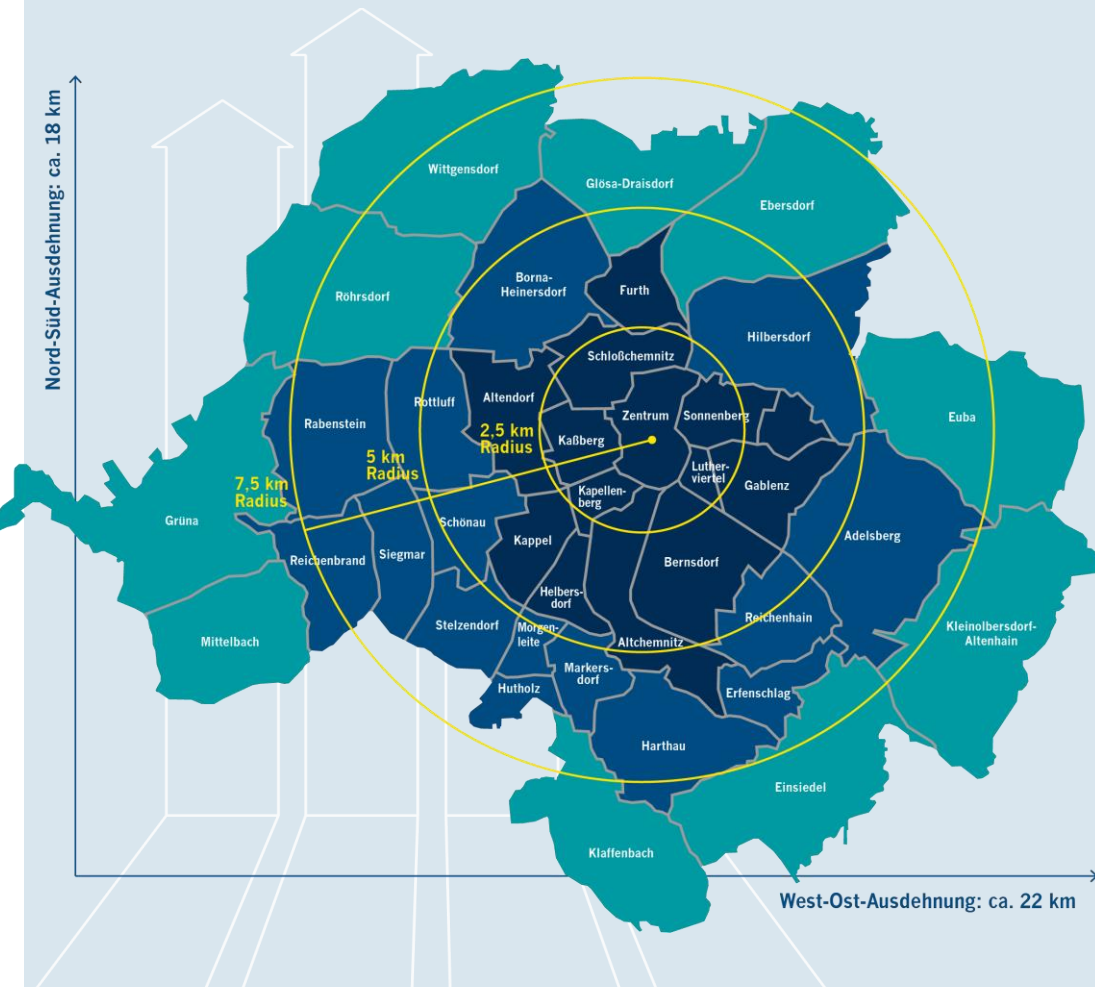 Nord-Süd-Ausdehnung: ca. 18 km
Wittgensdorf
Glösa-Draisdorf
Ebersdorf
Röhrsdorf
Borna-
Heinersdorf
Furth
Hilbersdorf
Schloßchemnitz
Rabenstein
Rottluff
Altendorf
Zentrum
Sonnenberg
Euba
2,5 km
Radius
Kaßberg
5 km
Radius
Luther-
viertel
Gablenz
7,5 km
Radius
Kapellen-
berg
Grüna
Schönau
Adelsberg
Reichenbrand
Siegmar
Kappel
Bernsdorf
Helbers-
dorf
Mittelbach
Stelzendorf
Morgen-
leite
Altchemnitz
Reichenhain
Kleinolbersdorf-
Altenhain
Markers-
dorf
Hutholz
Erfenschlag
Harthau
Einsiedel
Klaffenbach
West-Ost-Ausdehnung: ca. 22 km